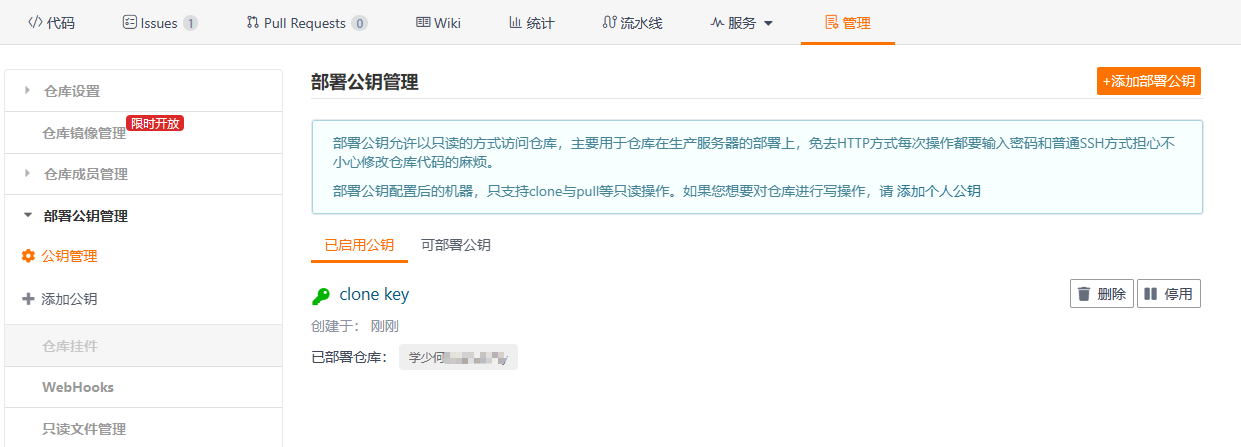 代码 Issues 1 Pull Requests 0 Wiki 统计 流水线 服务 管理
仓库设置
仓库镜像管理 限时开放
仓库成员管理
部署公钥管理
公钥管理
添加公钥
仓库挂件
WebHooks
只读文件管理
部署公钥管理
+添加部署公钥
部署公钥允许以只读的方式访问仓库，主要用于仓库在生产服务器的部署上，免去HTTP方式每次操作都要输入密码和普通SSH方式担心不
小心修改仓库代码的麻烦。
部署公钥配置后的机器，只支持clone与pull等只读操作。如果您想要对仓库进行写操作，请 添加个人公钥
已启用公钥 可部署公钥
clone key
删除 停用
创建于： 刚刚
已部署仓库： 学少何